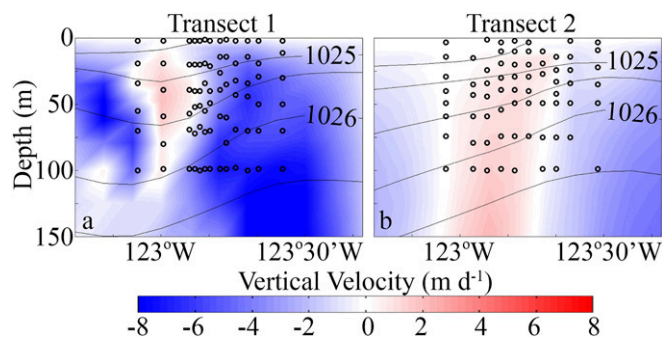 Transect 1 Transect 2
0
50
100
150
Depth (m)
1025
1026
a
1025
1026
b
123°W 123°30'W 123°W 123°30'W
Vertical Velocity (m d-1)
-8 -6 -4 -2 0 2 4 6 8